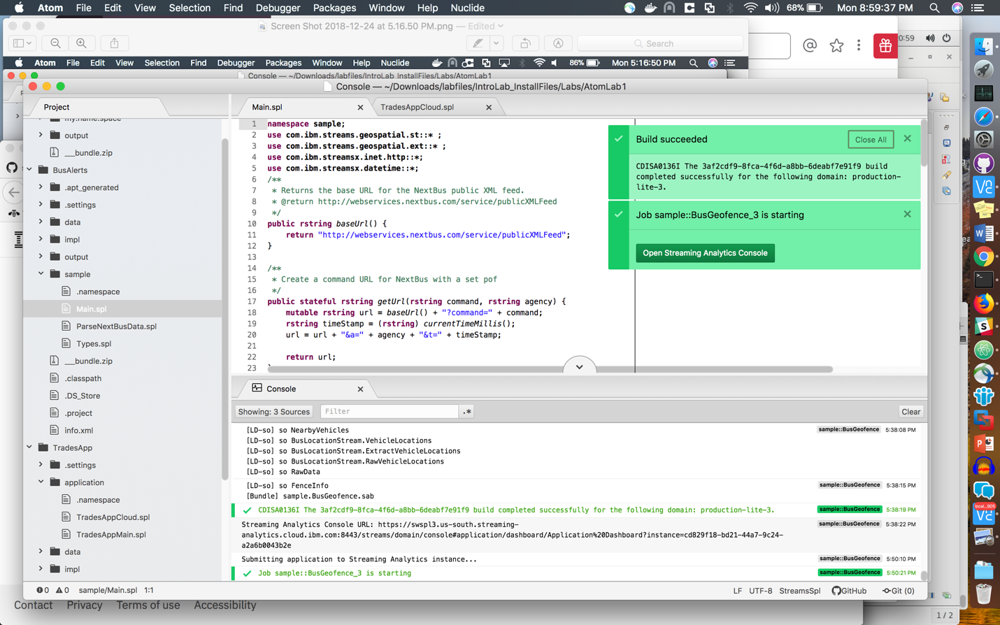 Atom File Edit View Selection Find Debugger Packages Window Help Nuclide 68% Mon 8:59:37 PM
Screen Shot 2018-12-24 at 5.16.50 PM.png — Edited
Search
0:59
Atom File Edit View Selection Find Debugger Packages Window Help Nuclide 86% Mon 5:16:50 PM
Console — ~/Downloads/labfiles/IntroLab_InstallFiles/Labs/AtomLab1
Console — ~/Downloads/labfiles/IntroLab_InstallFiles/Labs/AtomLab1
Project
my.name.space
output
__bundle.zip
BusAlerts
.apt_generated
.settings
data
impl
output
sample
.namespace
Main.spl
ParseNextBusData.spl
Types.spl
__bundle.zip
.classpath
.DS_Store
.project
info.xml
TradesApp
.settings
application
.namespace
TradesAppCloud.spl
TradesAppMain.spl
data
impl
Main.spl
TradesAppCloud.spl
1 namespace sample;
2 use com.ibm.streams.geospatial.st::* ;
3 use com.ibm.streams.geospatial.ext::* ;
4 use com.ibm.streamsx.inet.http::*;
5 use com.ibm.streamsx.datetime::*;
6 /**
7 * Returns the base URL for the NextBus public XML feed.
8 * @return http://webservices.nextbus.com/service/publicXMLFeed
9 */
10 public rstring baseUrl() {
11 return "http://webservices.nextbus.com/service/publicXMLFeed";
12 }
13
14 /**
15 * Create a command URL for NextBus with a set pof
16 */
17 public stateful rstring getUrl(rstring command, rstring agency) {
18 mutable rstring url = baseUrl() + "?command=" + command;
19 rstring timeStamp = (rstring) currentTimeMillis();
20 url = url + "&a=" + agency + "&t=" + timeStamp;
21
22 return url;
23
Build succeeded
Close All
CDISA0136I The 3af2cdf9-8fca-4f6d-a8bb-6deabf7e91f9 build
completed successfully for the following domain: production-
lite-3.
Job sample::BusGeofence_3 is starting
Open Streaming Analytics Console
Console
Showing: 3 Sources
Filter
.*
Clear
[LD-so] so NearbyVehicles sample::BusGeofence 5:38:08 PM
[LD-so] so BusLocationStream.VehicleLocations
[LD-so] so BusLocationStream.ExtractVehicleLocations
[LD-so] so BusLocationStream.RawVehicleLocations
[LD-so] so RawData
[LD-so] so FenceInfo sample::BusGeofence 5:38:15 PM
[Bundle] sample.BusGeofence.sab
CDISA0136I The 3af2cdf9-8fca-4f6d-a8bb-6deabf7e91f9 build completed successfully for the following domain: production-lite-3. sample::BusGeofence 5:38:19 PM
Streaming Analytics Console URL: https://swspl3.us-south.streaming- sample::BusGeofence 5:38:22 PM
analytics.cloud.ibm.com:8443/streams/domain/console#application/dashboard/Application%20Dashboard?instance=cd829f18-bd21-44a7-9c24-
a2a6b0043b2e
Submitting application to Streaming Analytics instance... sample::BusGeofence 5:50:10 PM
Job sample::BusGeofence_3 is starting sample::BusGeofence 5:50:21 PM
0 0 sample/Main.spl 1:1
LF UTF-8 StreamsSpl GitHub Git (0)
Contact Privacy Terms of use Accessibility
1 / 2